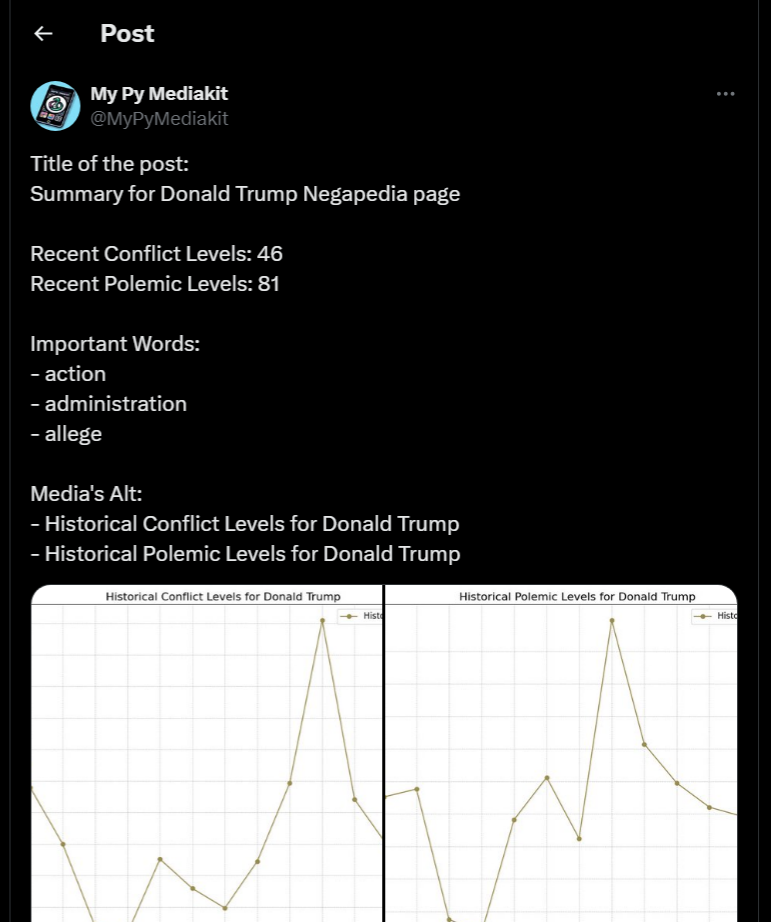 Post
My Py Mediakit
@MyPyMediakit
Title of the post:
Summary for Donald Trump Negapedia page
Recent Conflict Levels: 46
Recent Polemic Levels: 81
Important Words:
- action
- administration
- allege
Media's Alt:
- Historical Conflict Levels for Donald Trump
- Historical Polemic Levels for Donald Trump
Historical Conflict Levels for Donald Trump
Historical Polemic Levels for Donald Trump